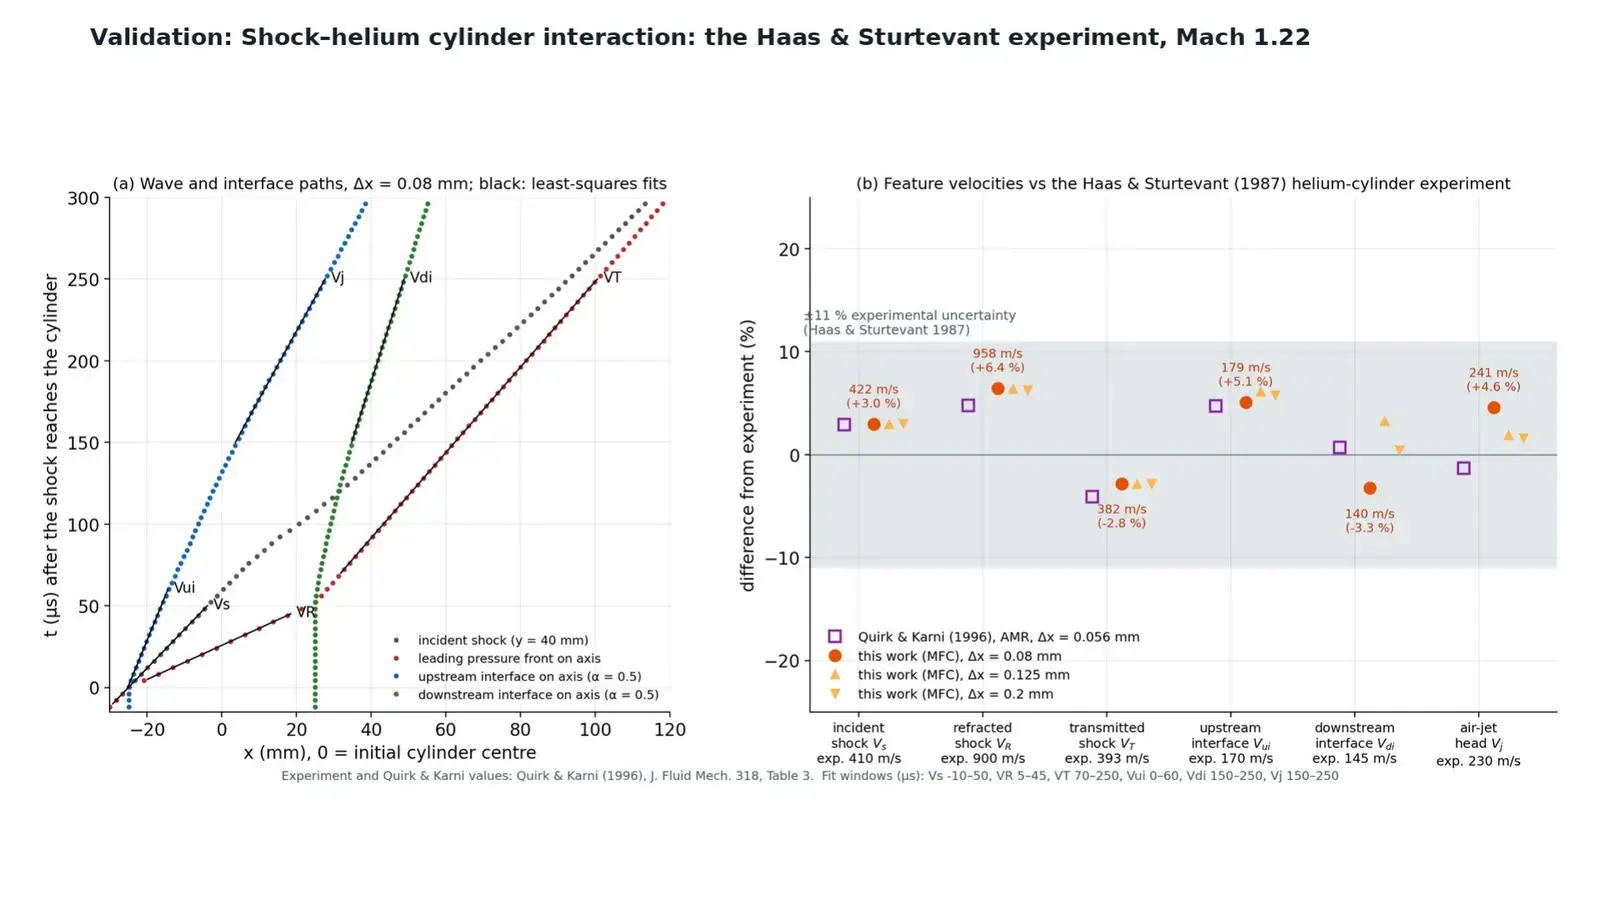 Validation: Shock–helium cylinder interaction: the Haas & Sturtevant experiment, Mach 1.22
(a) Wave and interface paths, Δx = 0.08 mm; black: least-squares fits
t (µs) after the shock reaches the cylinder
300
250
200
150
100
50
0
Vj
Vdi
VT
Vui
Vs
VR
incident shock (y = 40 mm)
leading pressure front on axis
upstream interface on axis (α = 0.5)
downstream interface on axis (α = 0.5)
−20
0
20
40
60
80
100
120
x (mm), 0 = initial cylinder centre
(b) Feature velocities vs the Haas & Sturtevant (1987) helium-cylinder experiment
difference from experiment (%)
20
10
0
−10
−20
±11 % experimental uncertainty
(Haas & Sturtevant 1987)
422 m/s
(+3.0 %)
958 m/s
(+6.4 %)
382 m/s
(-2.8 %)
179 m/s
(+5.1 %)
140 m/s
(-3.3 %)
241 m/s
(+4.6 %)
Quirk & Karni (1996), AMR, Δx = 0.056 mm
this work (MFC), Δx = 0.08 mm
this work (MFC), Δx = 0.125 mm
this work (MFC), Δx = 0.2 mm
incident
shock Vs
exp. 410 m/s
refracted
shock VR
exp. 900 m/s
transmitted
shock VT
exp. 393 m/s
upstream
interface Vui
exp. 170 m/s
downstream
interface Vdi
exp. 145 m/s
air-jet
head Vj
exp. 230 m/s
Experiment and Quirk & Karni values: Quirk & Karni (1996), J. Fluid Mech. 318, Table 3. Fit windows (µs): Vs -10–50, VR 5–45, VT 70–250, Vui 0–60, Vdi 150–250, Vj 150–250